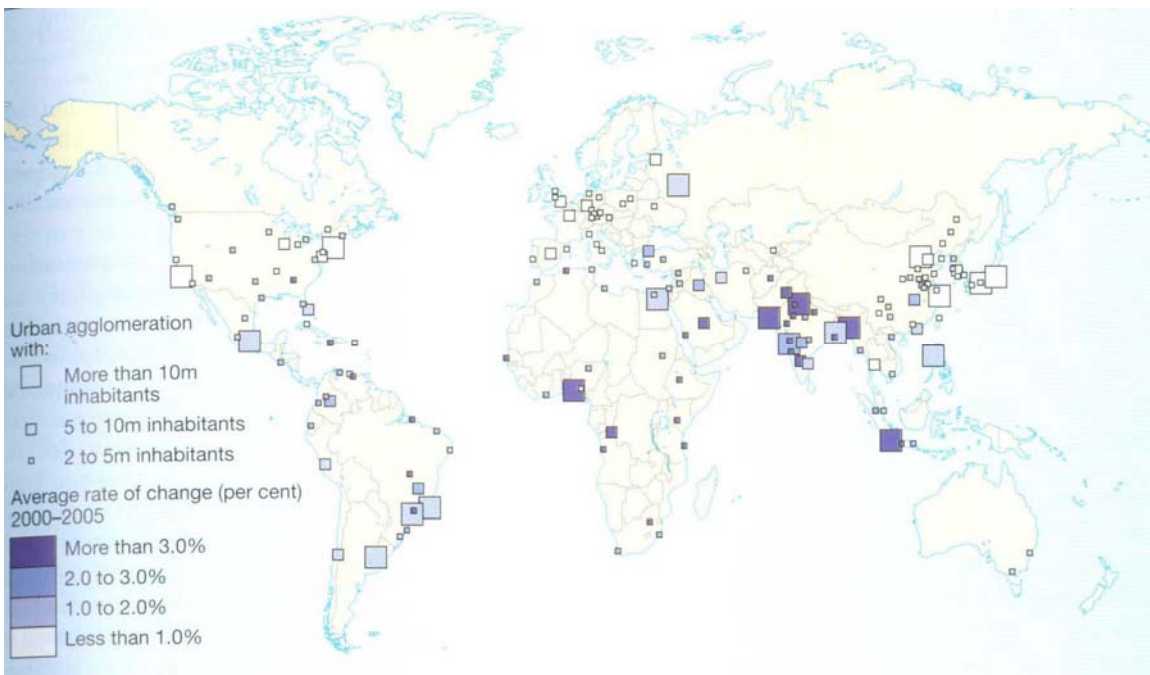 Urban agglomeration
with:
More than 10m
inhabitants
5 to 10m inhabitants
2 to 5m inhabitants
Average rate of change (per cent)
2000–2005
More than 3.0%
2.0 to 3.0%
1.0 to 2.0%
Less than 1.0%